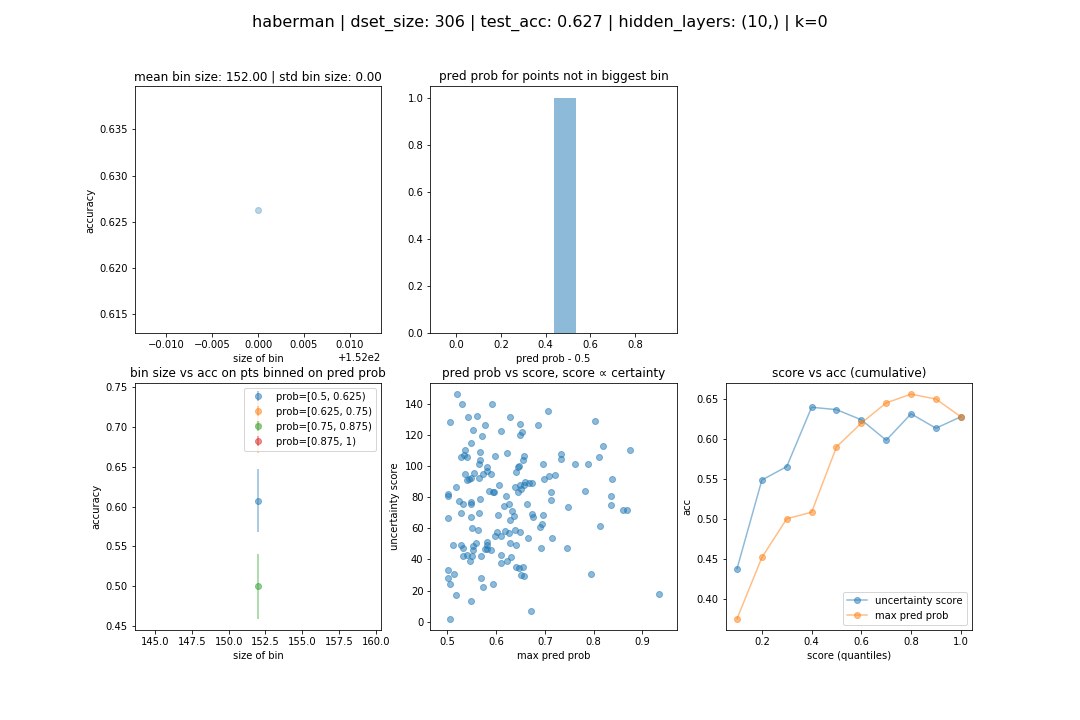 haberman | dset_size: 306 | test_acc: 0.627 | hidden_layers: (10,) | k=0
mean bin size: 152.00 | std bin size: 0.00
accuracy
0.635
0.630
0.625
0.620
0.615
−0.010 −0.005 0.000 0.005 0.010
+1.52e2
size of bin
pred prob for points not in biggest bin
1.0
0.8
0.6
0.4
0.2
0.0
0.0 0.2 0.4 0.6 0.8
pred prob - 0.5
bin size vs acc on pts binned on pred prob
accuracy
0.75
0.70
0.65
0.60
0.55
0.50
0.45
prob=[0.5, 0.625)
prob=[0.625, 0.75)
prob=[0.75, 0.875)
prob=[0.875, 1)
145.0 147.5 150.0 152.5 155.0 157.5 160.0
size of bin
pred prob vs score, score ∝ certainty
uncertainty score
140
120
100
80
60
40
20
0
0.5 0.6 0.7 0.8 0.9
max pred prob
score vs acc (cumulative)
acc
0.65
0.60
0.55
0.50
0.45
0.40
uncertainty score
max pred prob
0.2 0.4 0.6 0.8 1.0
score (quantiles)